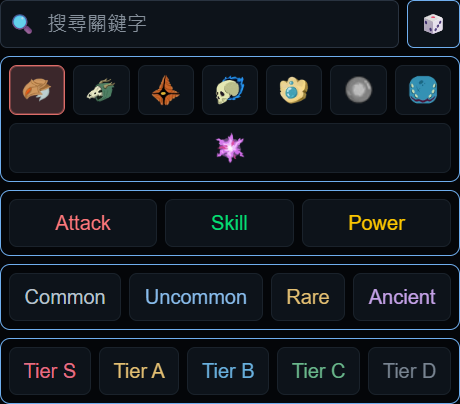 搜尋關鍵字
Attack Skill Power
Common Uncommon Rare Ancient
Tier S Tier A Tier B Tier C Tier D